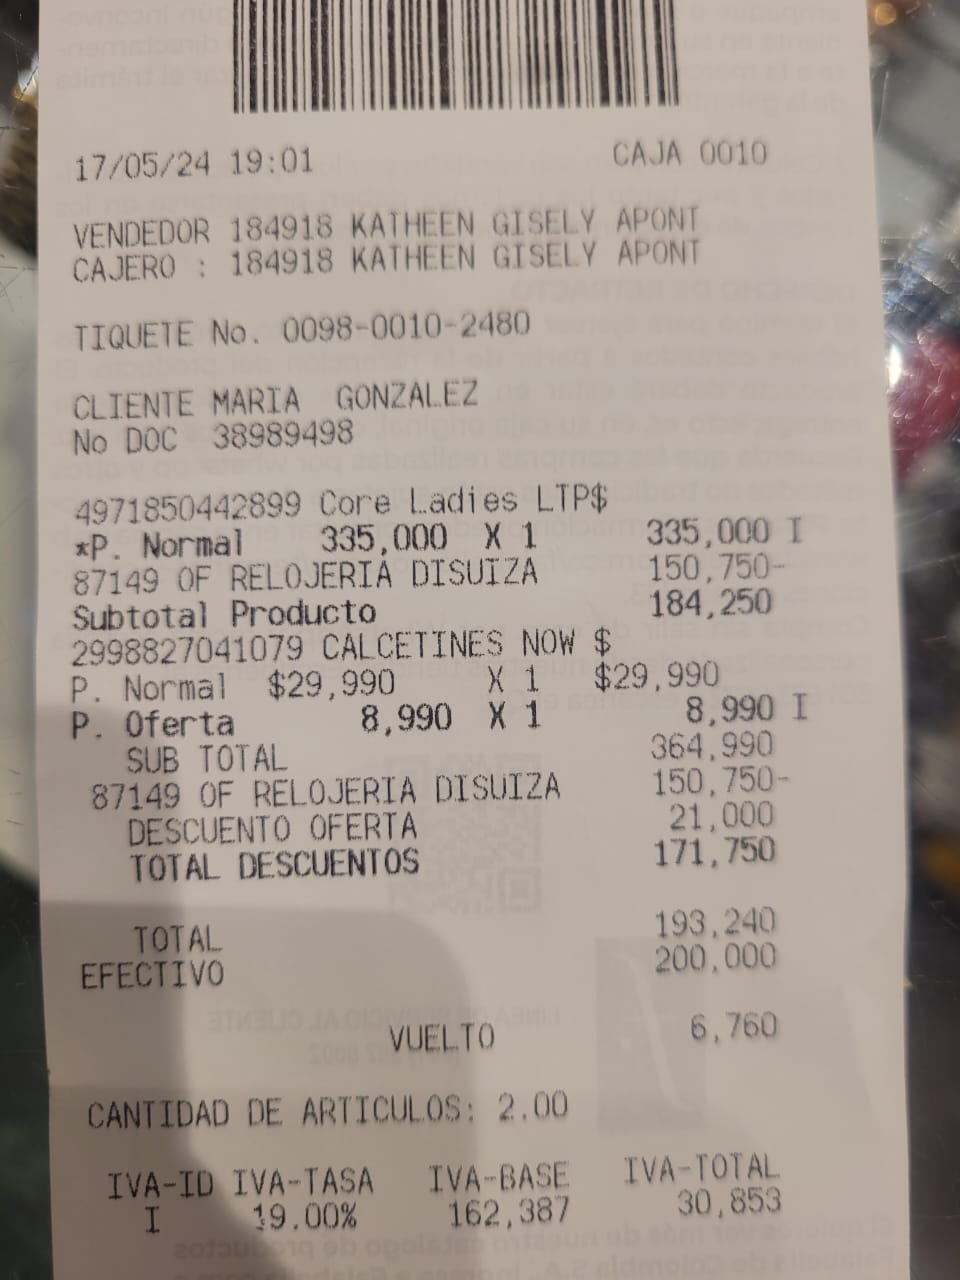 17/05/24 19:01 CAJA 0010
VENDEDOR 184918 KATHEEN GISELY APONT
CAJERO : 184918 KATHEEN GISELY APONT
TIQUETE No. 0098-0010-2480
CLIENTE MARIA GONZALEZ
No DOC 38989498
4971850442899 Core Ladies LTP$
*P. Normal 335,000 X 1 335,000 I
87149 OF RELOJERIA DISUIZA 150,750-
Subtotal Producto 184,250
2998827041079 CALCETINES NOW $
P. Normal $29,990 X 1 $29,990
P. Oferta 8,990 X 1 8,990 I
SUB TOTAL 364,990
87149 OF RELOJERIA DISUIZA 150,750-
DESCUENTO OFERTA 21,000
TOTAL DESCUENTOS 171,750
TOTAL 193,240
EFECTIVO 200,000
VUELTO 6,760
CANTIDAD DE ARTICULOS: 2.00
IVA-ID IVA-TASA IVA-BASE IVA-TOTAL
I 19.00% 162,387 30,853